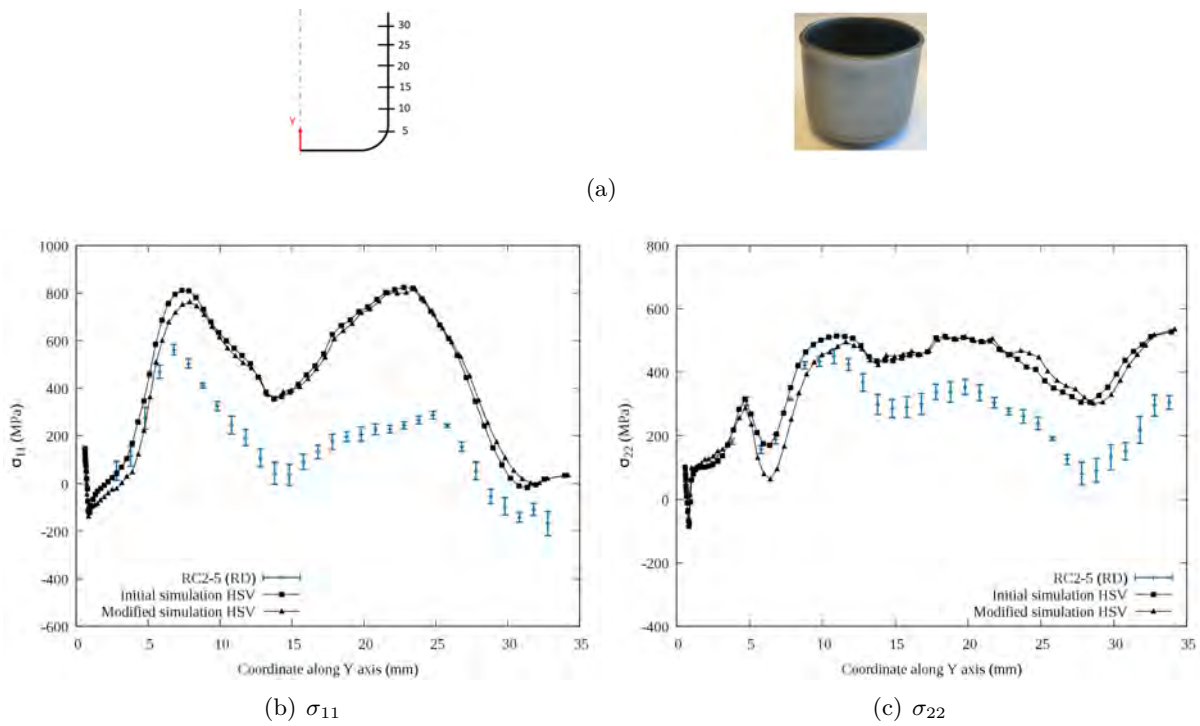 30
25
20
15
10
5
Y
(a)
1000
800
600
400
200
0
-200
-400
-600
σ11 (MPa)
RC2-5 (RD)
Initial simulation HSV
Modified simulation HSV
0 5 10 15 20 25 30 35
Coordinate along Y axis (mm)
(b) σ11
800
600
400
200
0
-200
-400
σ22 (MPa)
RC2-5 (RD)
Initial simulation HSV
Modified simulation HSV
0 5 10 15 20 25 30 35
Coordinate along Y axis (mm)
(c) σ22